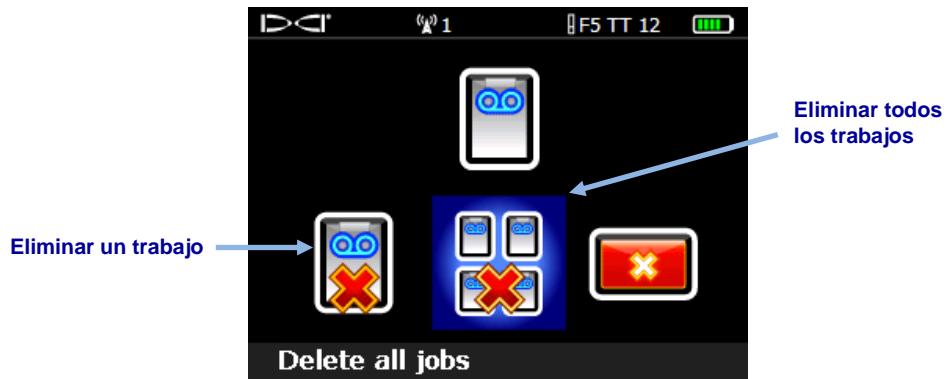 DCI
1
F5 TT 12
Eliminar todos
los trabajos
Eliminar un trabajo
Delete all jobs